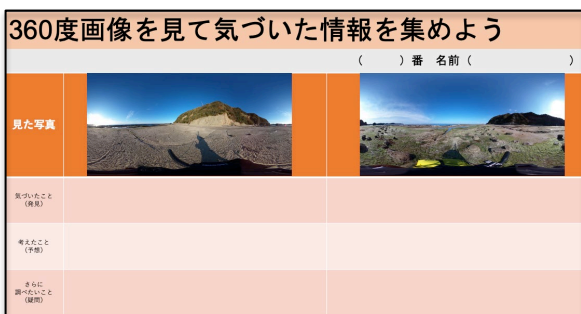 360度画像を見て気づいた情報を集めよう
（　　　）番　名前（　　　　　　　）
見た写真
気づいたこと
（発見）
考えたこと
（予想）
さらに
調べたいこと
（疑問）